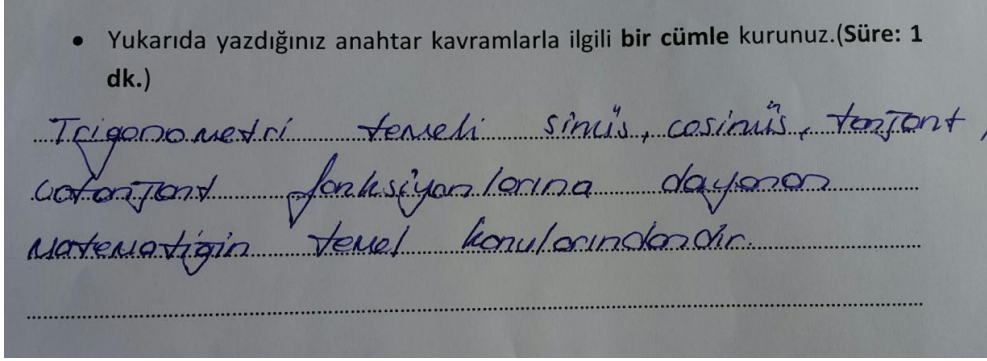 • Yukarıda yazdığınız anahtar kavramlarla ilgili bir cümle kurunuz.(Süre: 1
dk.)
Trigonometri temeli sinüs, cosinüs, tanjant,
cotanjant fonksiyonlarına dayanan
matematiğin temel konularındandır.